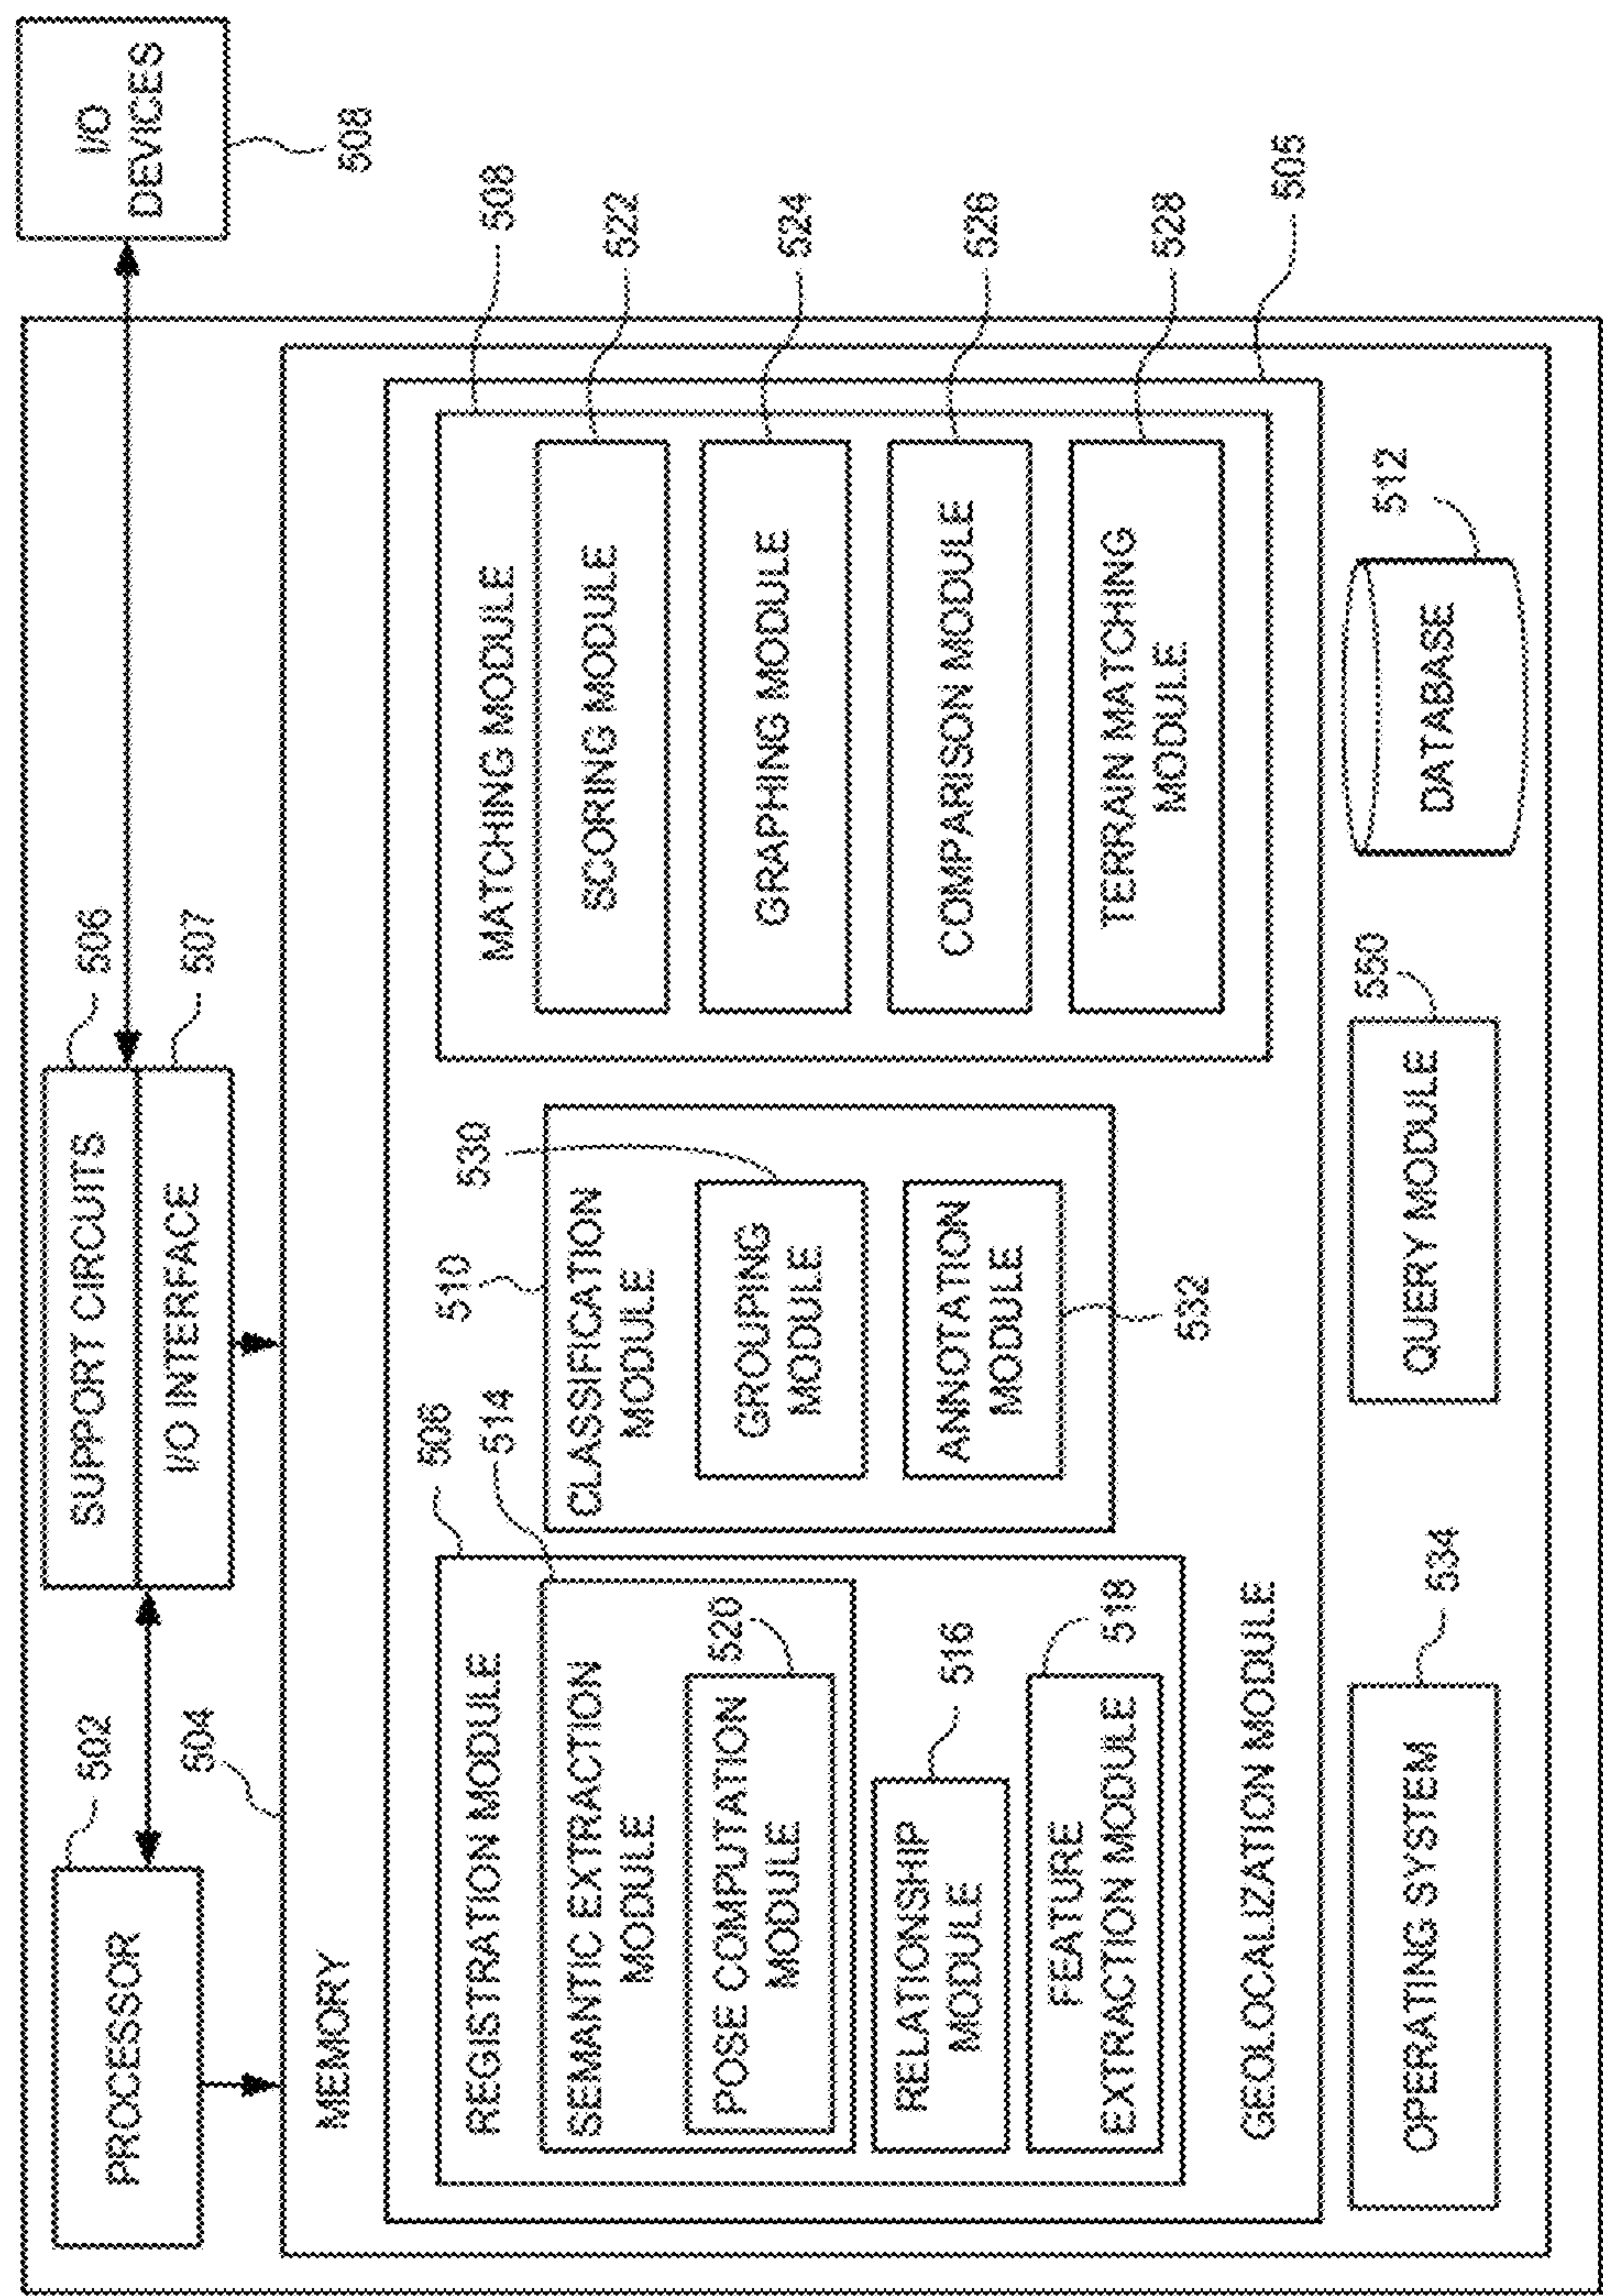 502
PROCESSOR
506
SUPPORT CIRCUITS
507
I/O INTERFACE
I/O
DEVICES
508
504
MEMORY
506
REGISTRATION MODULE
514
SEMANTIC EXTRACTION
MODULE
520
POSE COMPUTATION
MODULE
516
RELATIONSHIP
MODULE
518
FEATURE
EXTRACTION MODULE
510
CLASSIFICATION
MODULE
530
GROUPING
MODULE
ANNOTATION
MODULE
532
508
MATCHING MODULE
522
SCORING MODULE
524
GRAPHING MODULE
526
COMPARISON MODULE
528
TERRAIN MATCHING
MODULE
505
GEOLOCALIZATION MODULE
534
OPERATING SYSTEM
550
QUERY MODULE
512
DATABASE